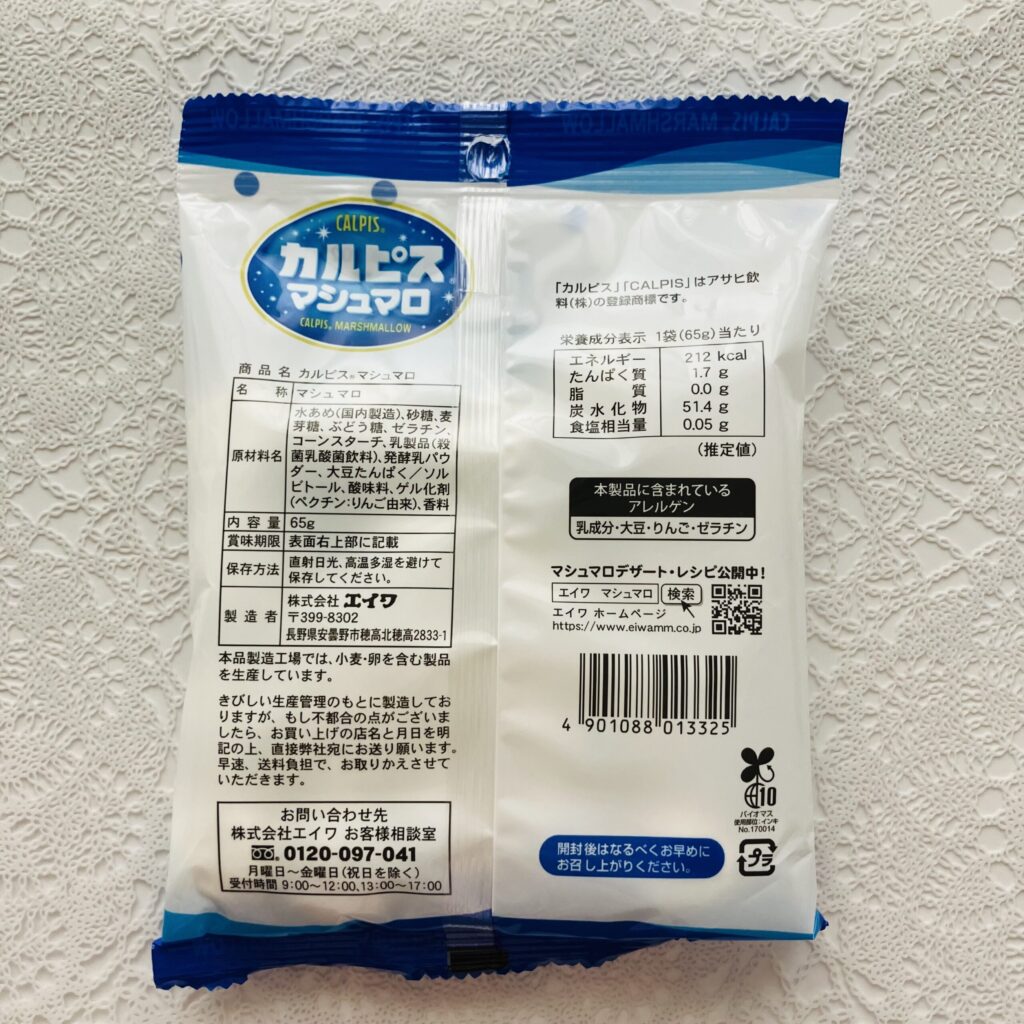 CALPIS® MARSHMALLOW
CALPIS®
カルピス®
マシュマロ
CALPIS® MARSHMALLOW
商品名 カルピス®マシュマロ
名称 マシュマロ
原材料名 水あめ(国内製造)、砂糖、麦
芽糖、ぶどう糖、ゼラチン、
コーンスターチ、乳製品(殺
菌乳酸菌飲料)、発酵乳パウ
ダー、大豆たんぱく/ソル
ビトール、酸味料、ゲル化剤
(ペクチン:りんご由来)、香料
内容量 65g
賞味期限 表面右上部に記載
保存方法 直射日光、高温多湿を避けて
保存してください。
製造者 株式会社 エイワ
〒399-8302
長野県安曇野市穂高北穂高2833-1
本品製造工場では、小麦・卵を含む製品
を生産しています。
きびしい生産管理のもとに製造して お
りますが、もし不都合の点がございま
したら、お買い上げの店名と月日を明
記の上、直接弊社宛にお送り願います。
早速、送料負担で、お取りかえさせて
いただきます。
お問い合わせ先
株式会社エイワ お客様相談室
0120-097-041
月曜日~金曜日(祝日を除く)
受付時間 9:00~12:00、13:00~17:00
「カルピス」「CALPIS」はアサヒ飲
料(株)の登録商標です。
栄養成分表示 1袋(65g)当たり
エネルギー 212 kcal
たんぱく質 1.7 g
脂質 0.0 g
炭水化物 51.4 g
食塩相当量 0.05 g
(推定値)
本製品に含まれている
アレルゲン
乳成分・大豆・りんご・ゼラチン
マシュマロデザート・レシピ公開中!
エイワ マシュマロ 検索
エイワ ホームページ
https://www.eiwamm.co.jp
4 901088 013325
10
バイオマス
使用部位:インキ
No.170014
開封後はなるべくお早めに
お召し上がりください。
プラ